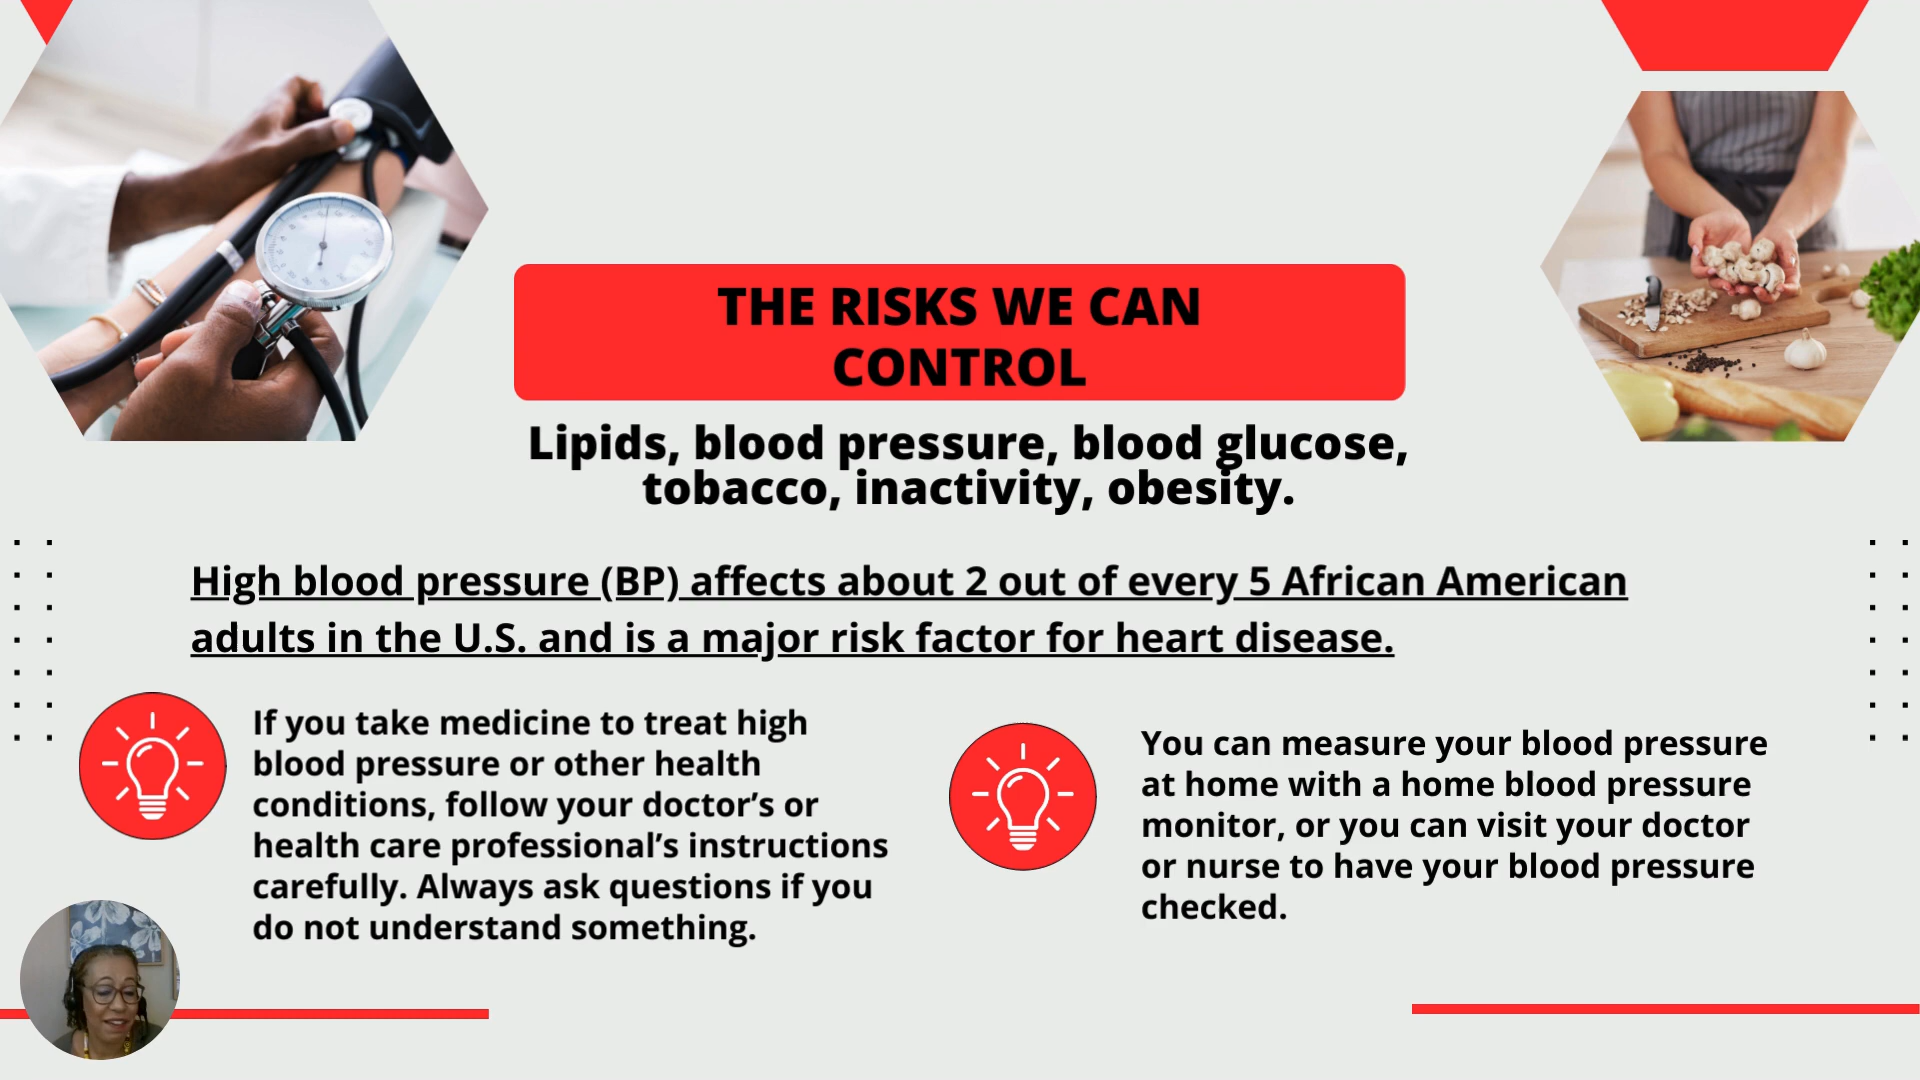 THE RISKS WE CAN
CONTROL
Lipids, blood pressure, blood glucose,
tobacco, inactivity, obesity.
High blood pressure (BP) affects about 2 out of every 5 African American
adults in the U.S. and is a major risk factor for heart disease.
If you take medicine to treat high
blood pressure or other health
conditions, follow your doctor’s or
health care professional’s instructions
carefully. Always ask questions if you
do not understand something.
You can measure your blood pressure
at home with a home blood pressure
monitor, or you can visit your doctor
or nurse to have your blood pressure
checked.